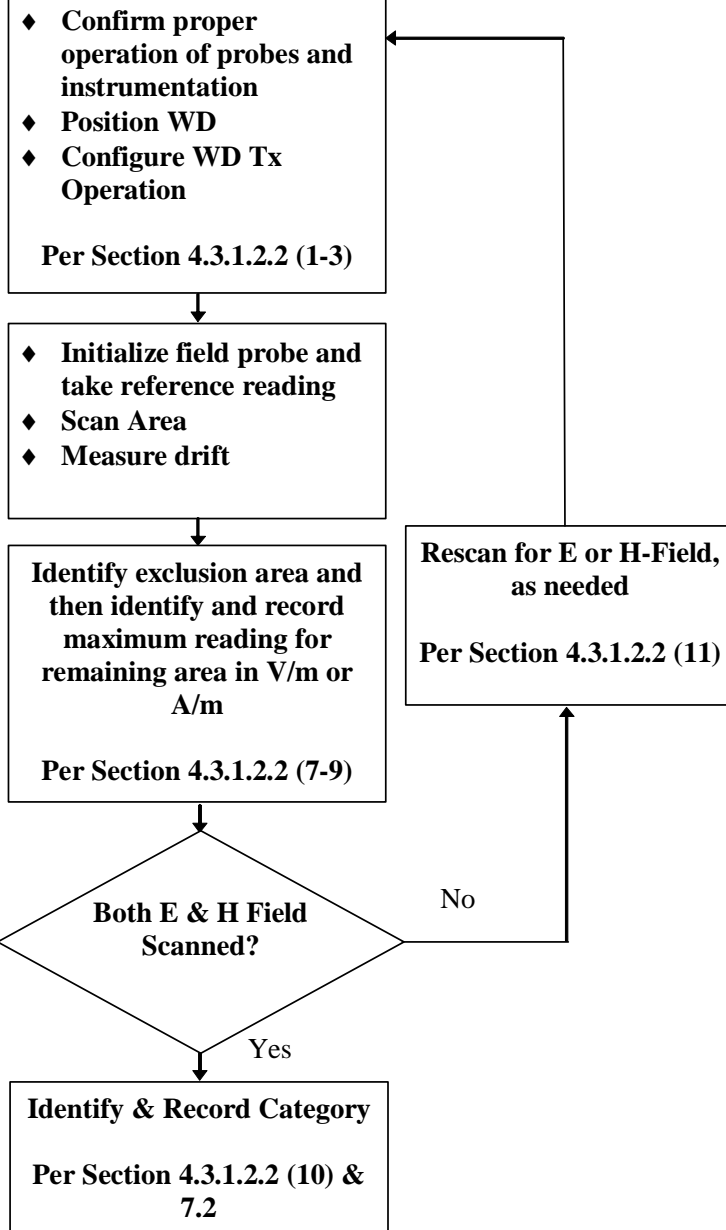 ♦ Confirm proper
operation of probes and
instrumentation
♦ Position WD
♦ Configure WD Tx
Operation
Per Section 4.3.1.2.2 (1-3)
♦ Initialize field probe and
take reference reading
♦ Scan Area
♦ Measure drift
Identify exclusion area and
then identify and record
maximum reading for
remaining area in V/m or
A/m
Per Section 4.3.1.2.2 (7-9)
Rescan for E or H-Field,
as needed
Per Section 4.3.1.2.2 (11)
Both E & H Field
Scanned?
No
Yes
Identify & Record Category
Per Section 4.3.1.2.2 (10) &
7.2